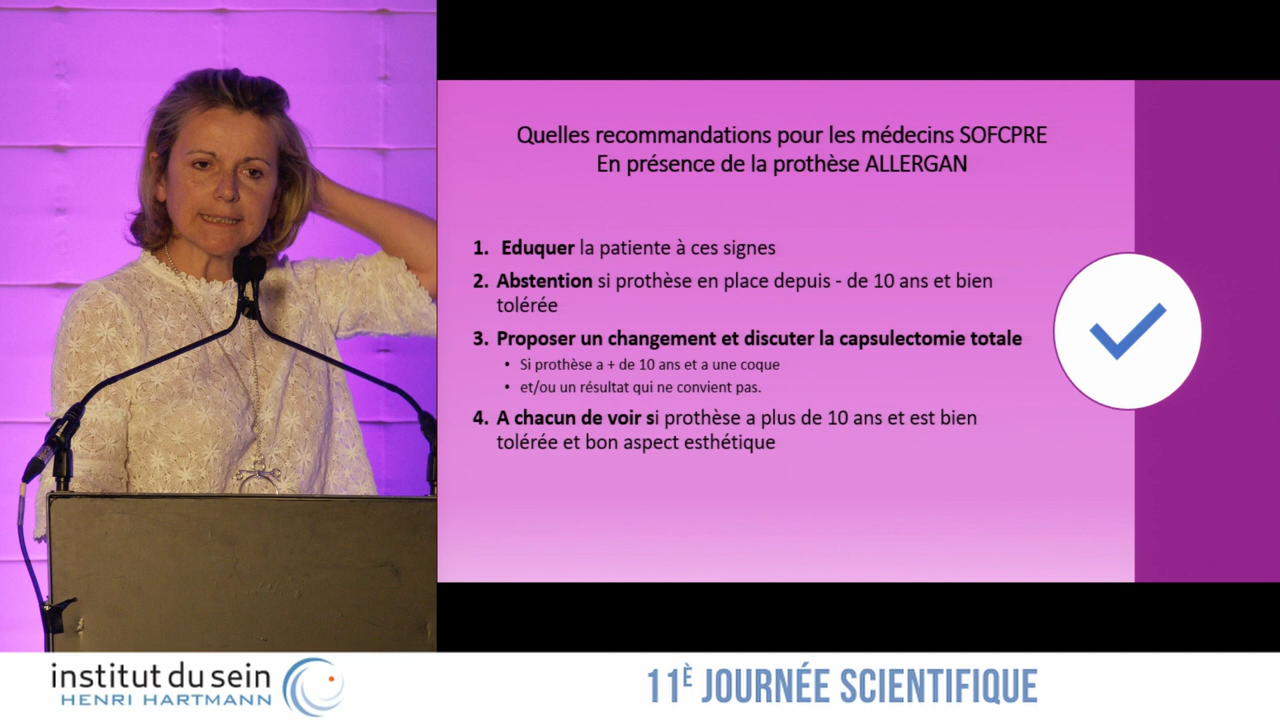 Quelles recommandations pour les médecins SOFCPRE
En présence de la prothèse ALLERGAN
1. Eduquer la patiente à ces signes
2. Abstention si prothèse en place depuis - de 10 ans et bien
tolérée
3. Proposer un changement et discuter la capsulectomie totale
• Si prothèse a + de 10 ans et a une coque
• et/ou un résultat qui ne convient pas.
4. A chacun de voir si prothèse a plus de 10 ans et est bien
tolérée et bon aspect esthétique
institut du sein
HENRI HARTMANN
11È JOURNÉE SCIENTIFIQUE